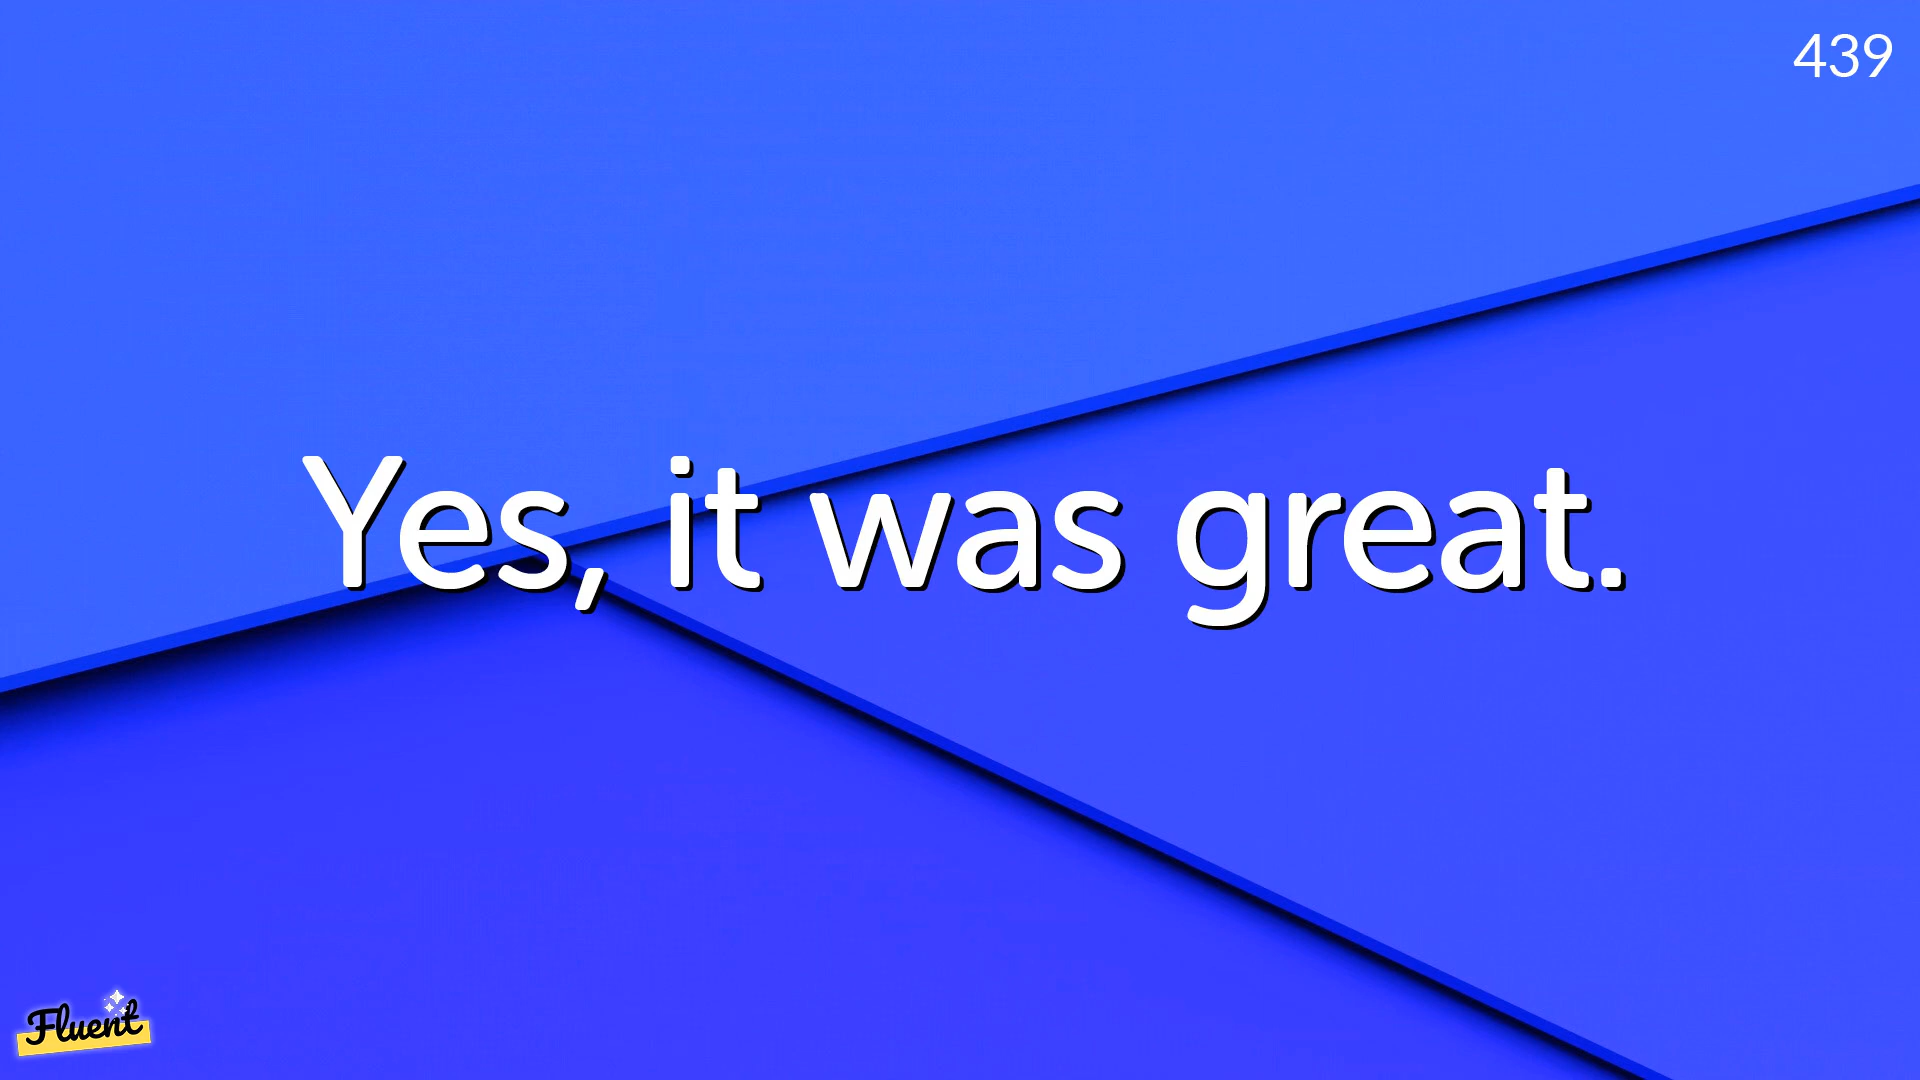 439
Yes, it was great.
Fluent